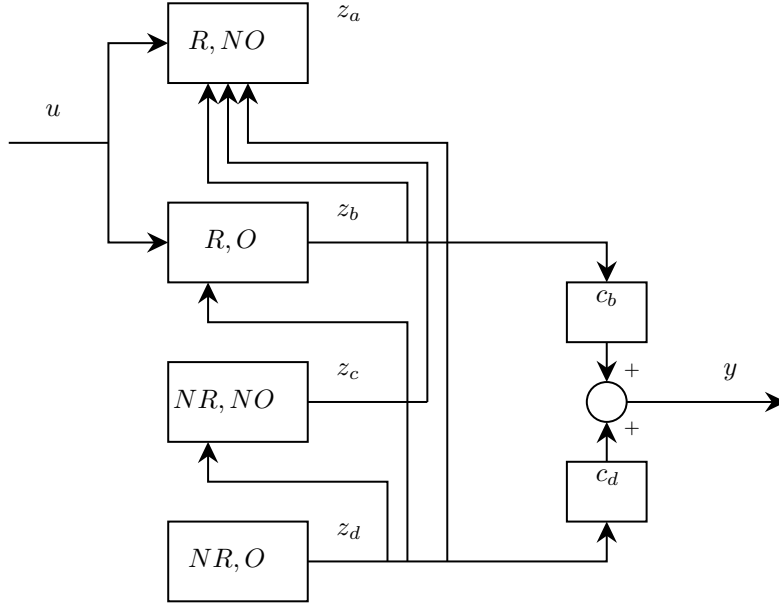 z_a
R, NO
u
z_b
R, O
c_b
z_c
+
y
NR, NO
+
c_d
z_d
NR, O